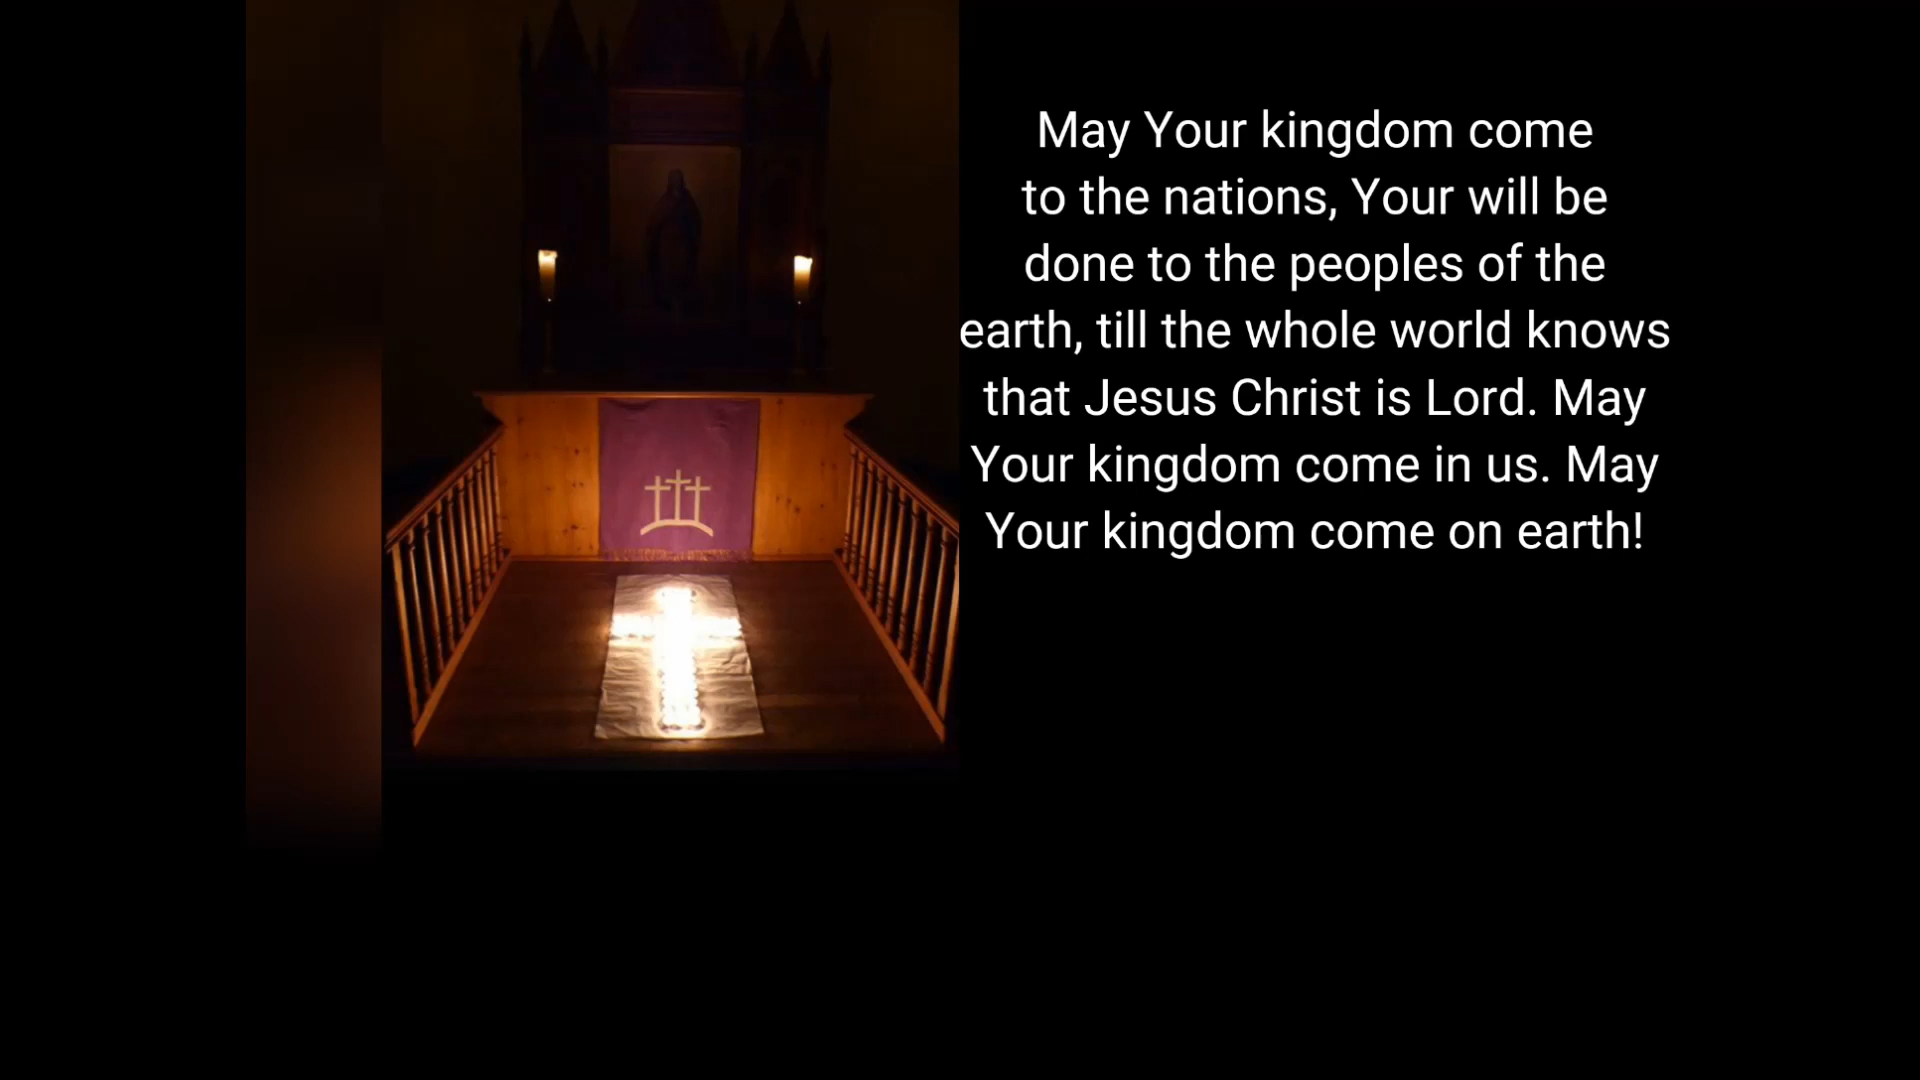 May Your kingdom come
to the nations, Your will be
done to the peoples of the
earth, till the whole world knows
that Jesus Christ is Lord. May
Your kingdom come in us. May
Your kingdom come on earth!